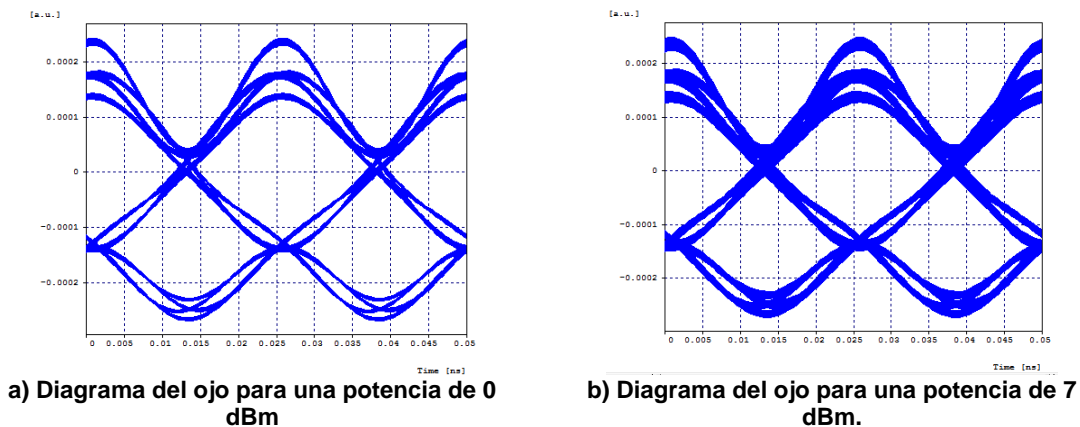 [a.u.]
0.0002
0.0001
0
-0.0001
-0.0002
0 0.005 0.01 0.015 0.02 0.025 0.03 0.035 0.04 0.045 0.05
Time [ns]
a) Diagrama del ojo para una potencia de 0
dBm
[a.u.]
0.0002
0.0001
0
-0.0001
-0.0002
0 0.005 0.01 0.015 0.02 0.025 0.03 0.035 0.04 0.045 0.05
Time [ns]
b) Diagrama del ojo para una potencia de 7
dBm.